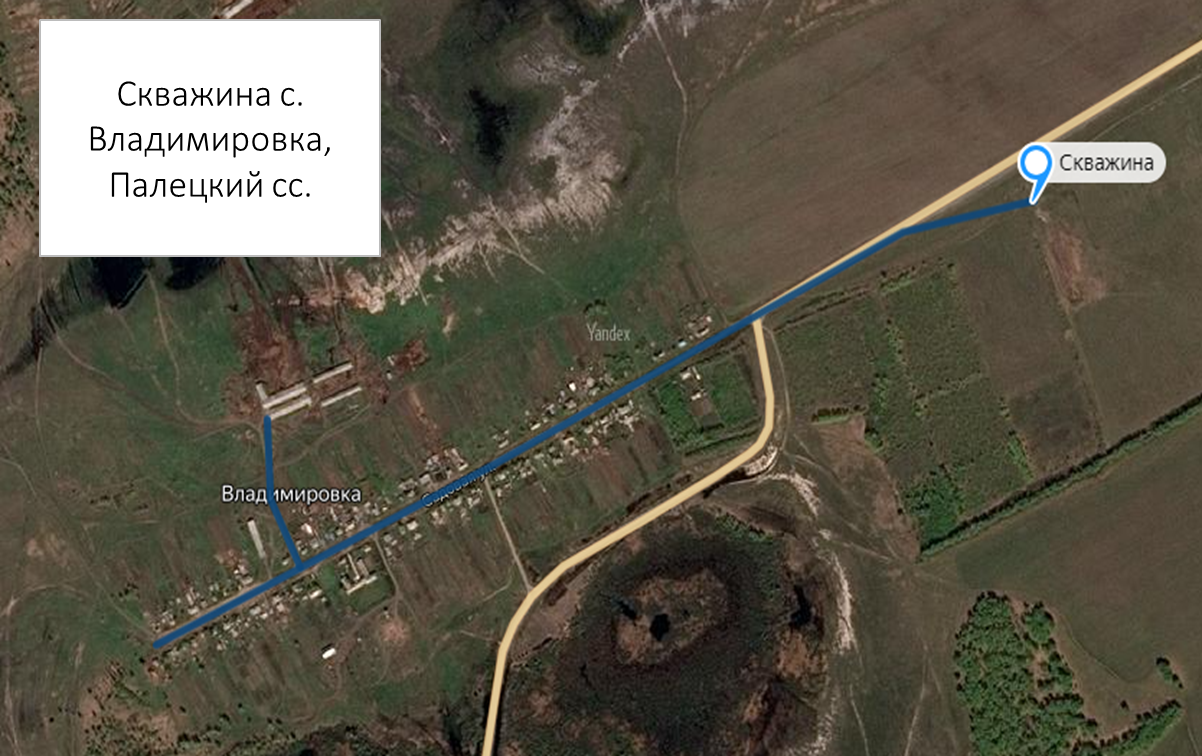 Скважина с.
Владимировка,
Палецкий сс.
Скважина
Yandex
Владимировка